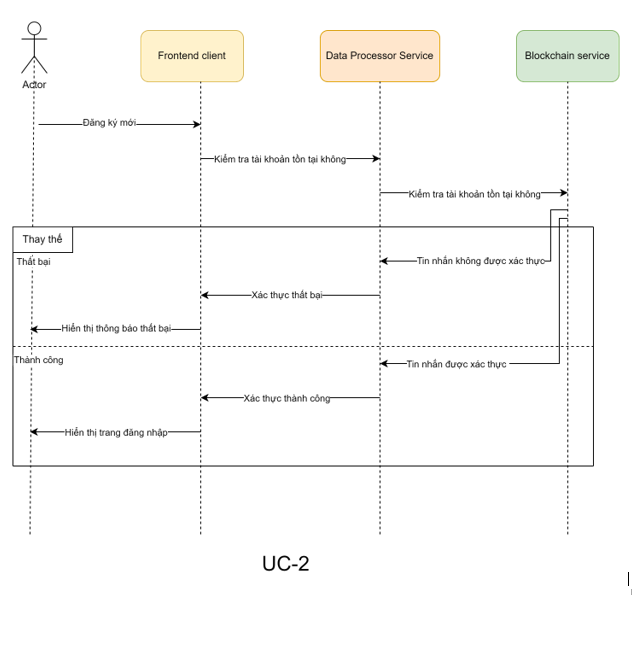 Frontend client
Data Processor Service
Blockchain service
Actor
Đăng ký mới
Kiểm tra tài khoản tồn tại không
Kiểm tra tài khoản tồn tại không
Thay thế
Thất bại
Tin nhắn không được xác thực
Xác thực thất bại
Hiển thị thông báo thất bại
Thành công
Tin nhắn được xác thực
Xác thực thành công
Hiển thị trang đăng nhập
UC-2